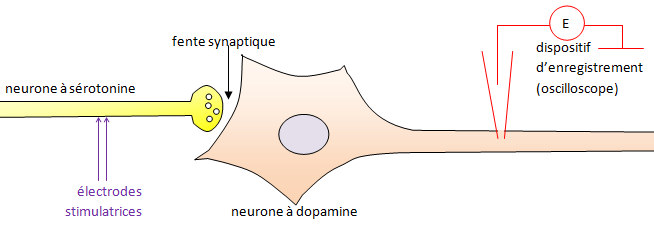 E
fente synaptique
dispositif
d’enregistrement
(oscilloscope)
neurone à sérotonine
électrodes
stimulatrices
neurone à dopamine